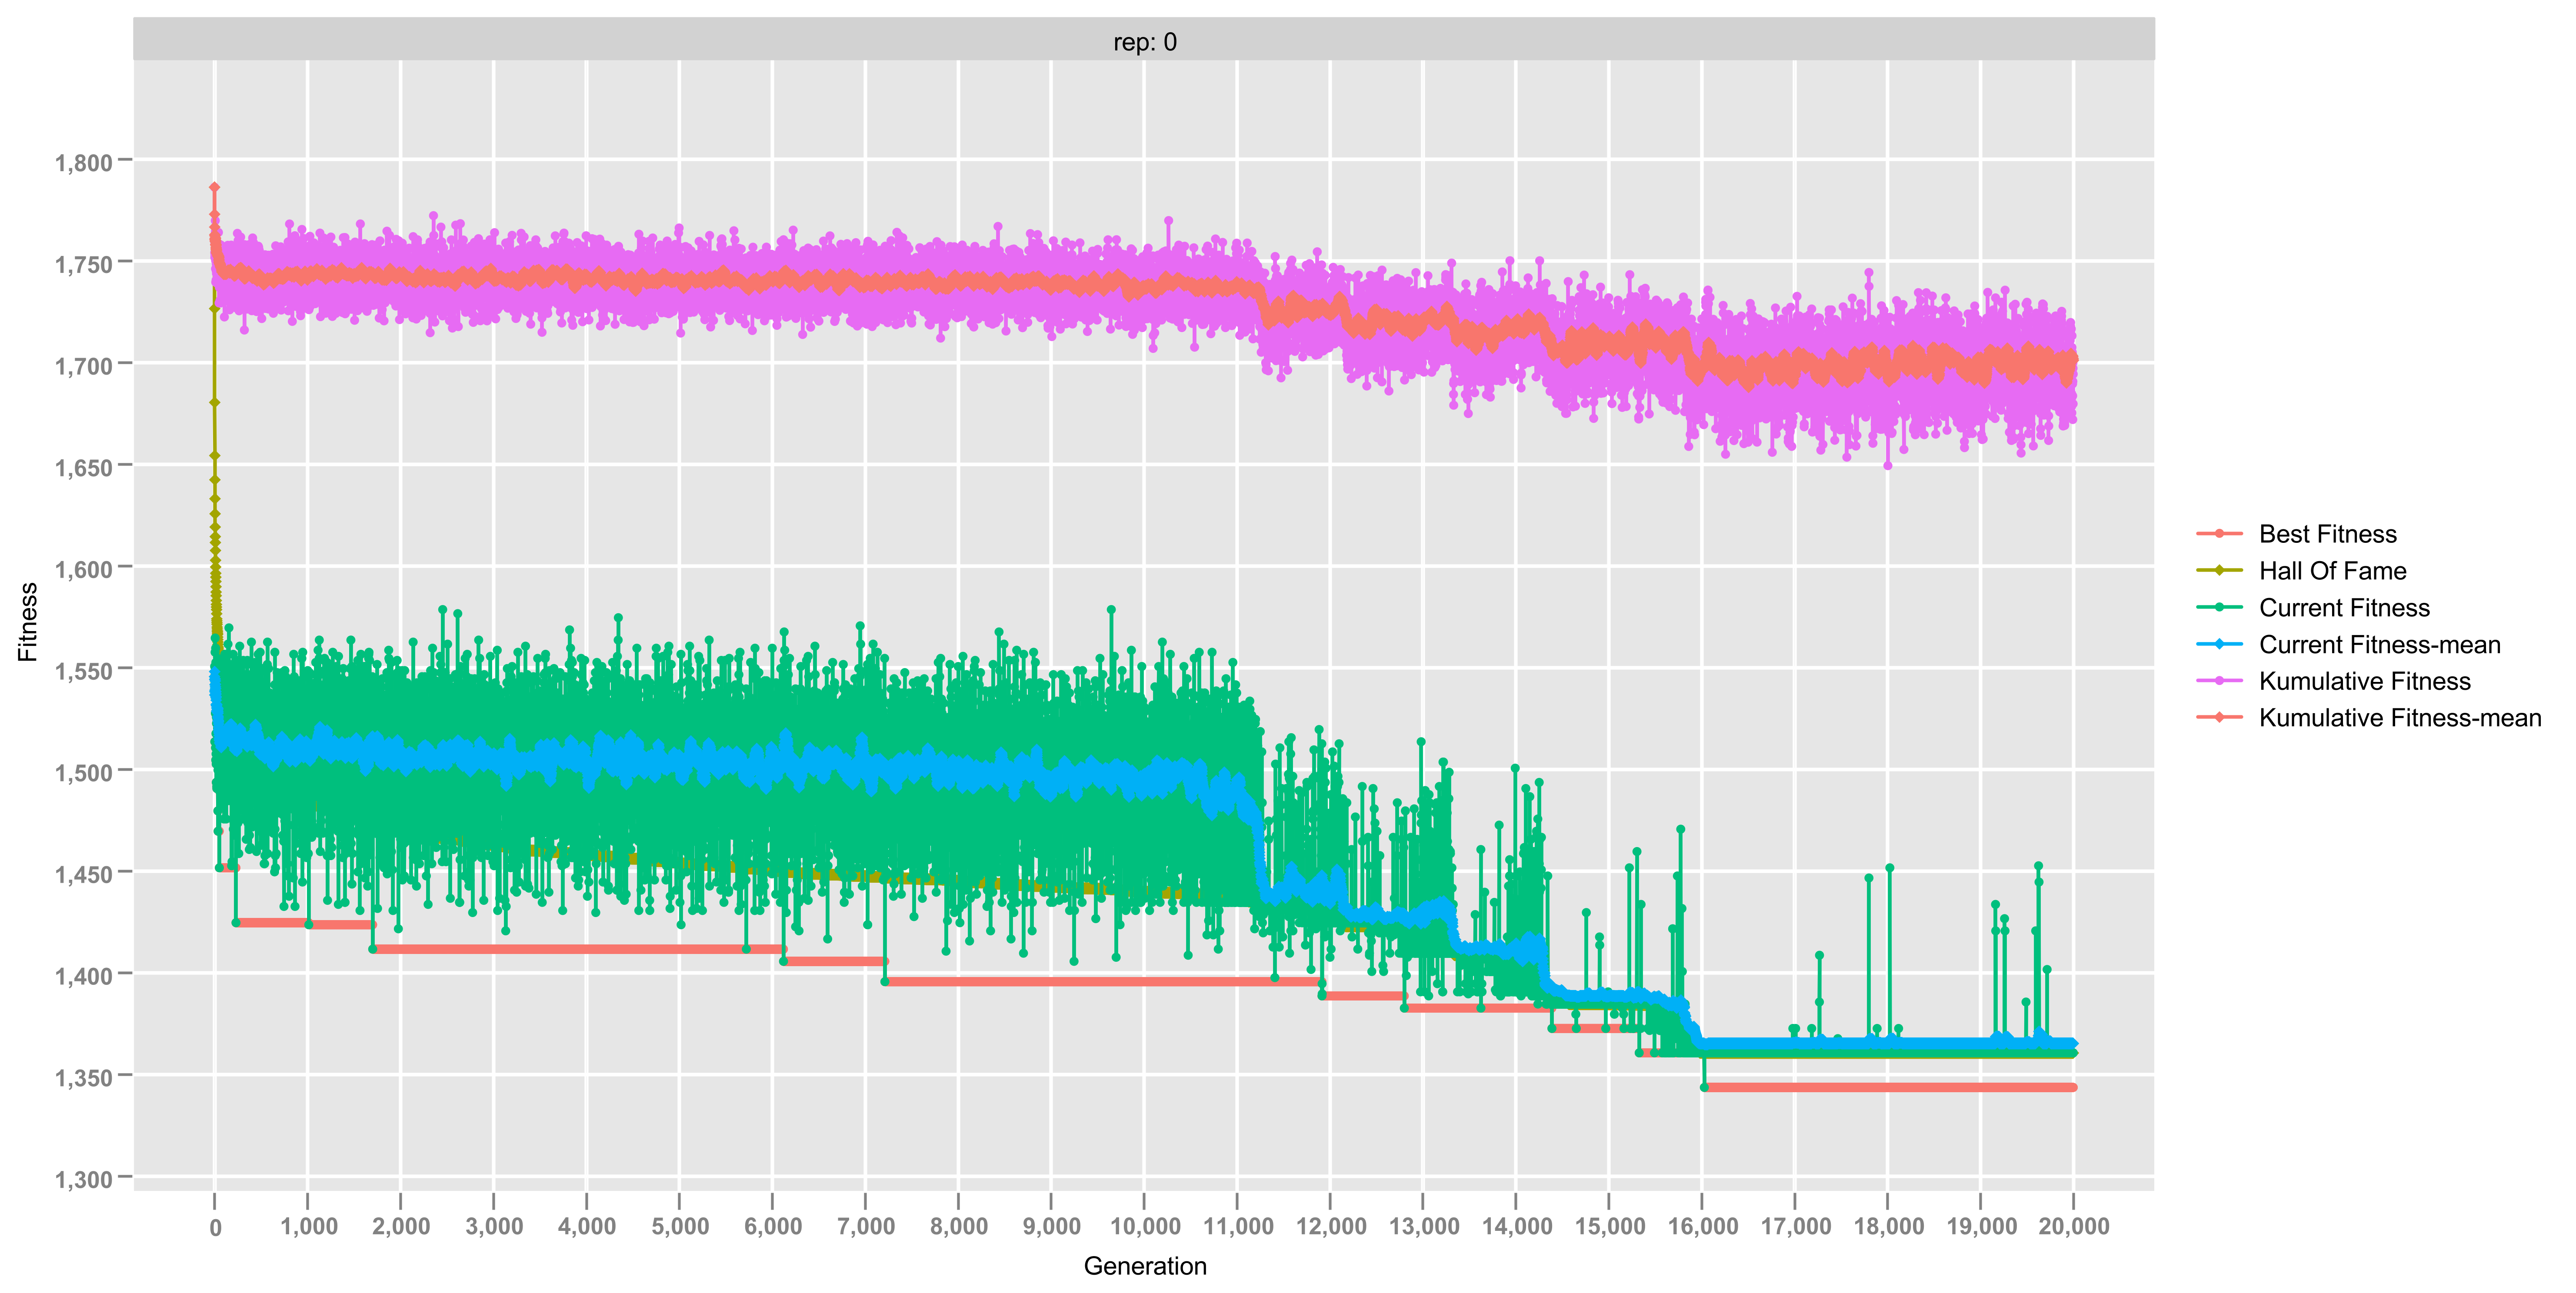 rep: 0
1,800
1,750
1,700
1,650
1,600
1,550
1,500
1,450
1,400
1,350
1,300
Fitness
0 1,000 2,000 3,000 4,000 5,000 6,000 7,000 8,000 9,000 10,000 11,000 12,000 13,000 14,000 15,000 16,000 17,000 18,000 19,000 20,000
Generation
Best Fitness
Hall Of Fame
Current Fitness
Current Fitness-mean
Kumulative Fitness
Kumulative Fitness-mean